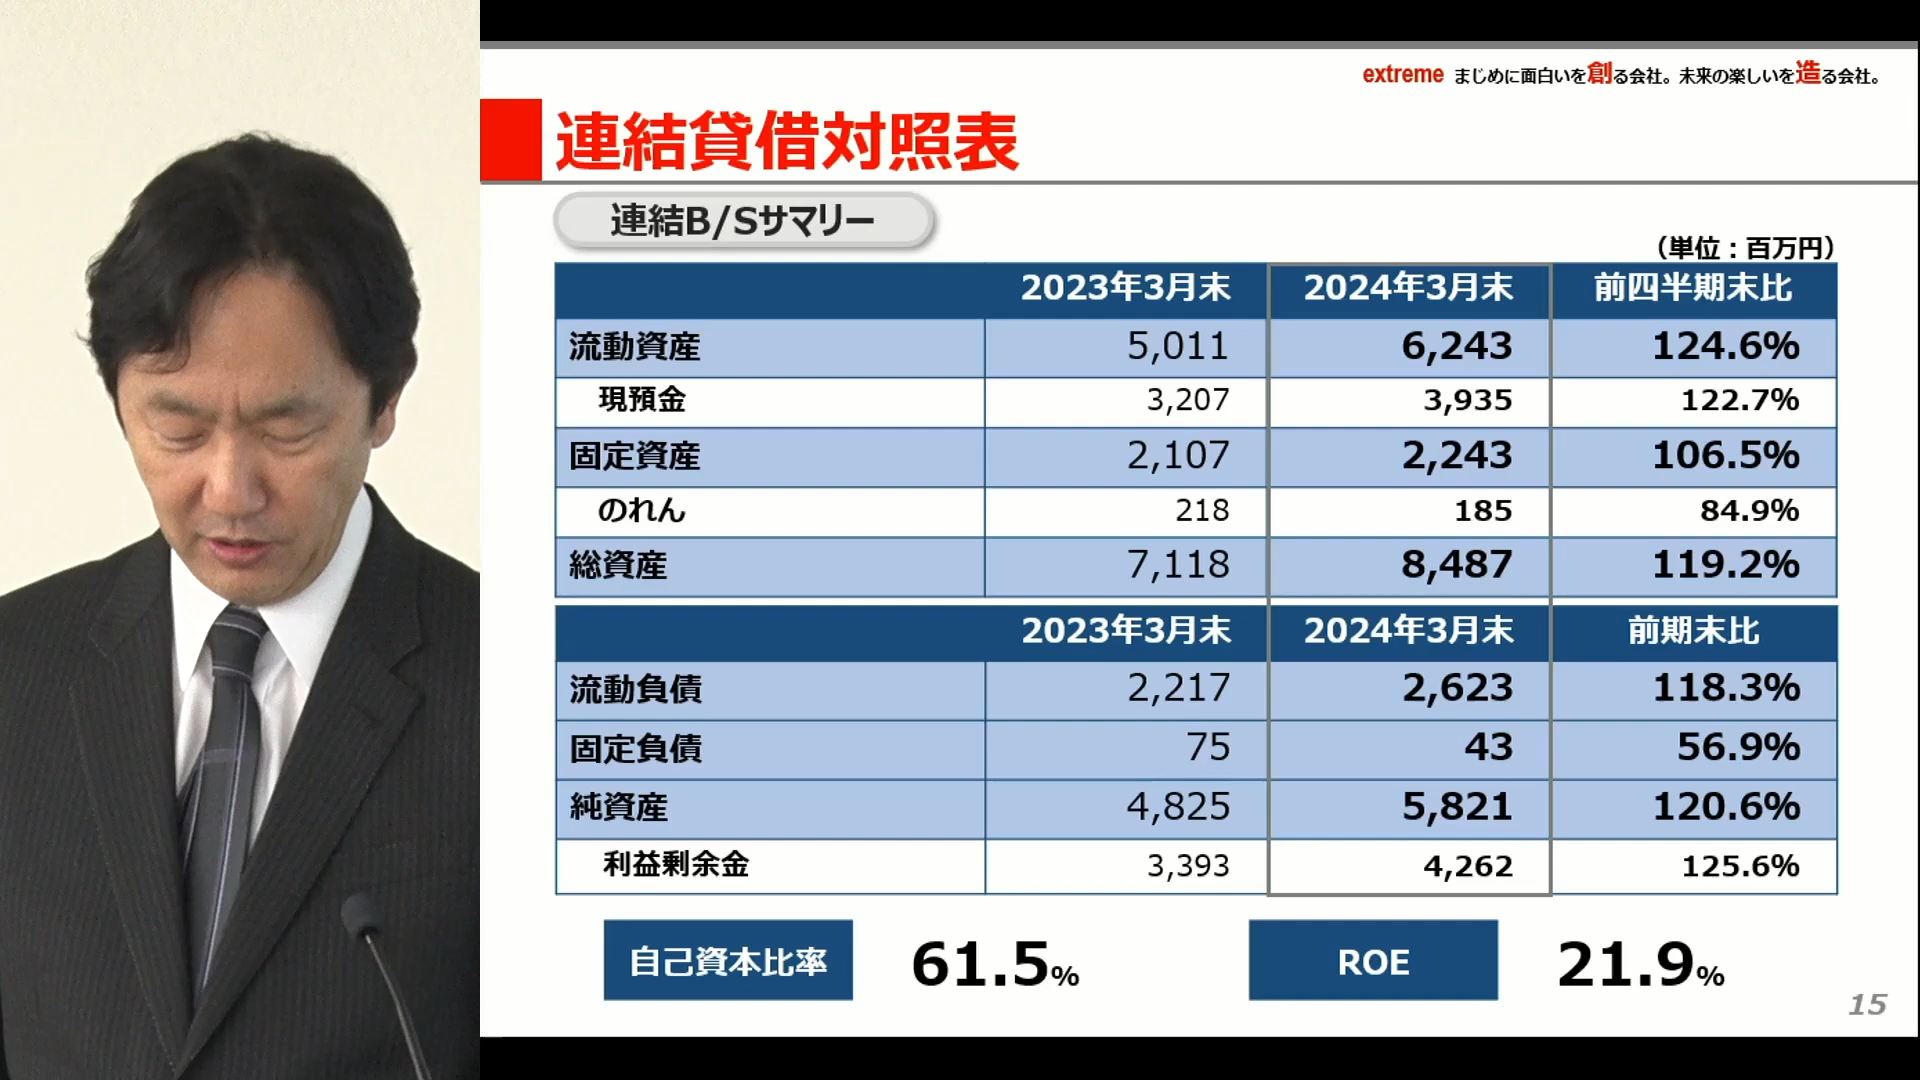 extreme まじめに面白いを創る会社。未来の楽しいを造る会社。
連結貸借対照表
連結B/Sサマリー
（単位：百万円）
2023年3月末 2024年3月末 前四半期末比
流動資産 5,011 6,243 124.6%
現預金 3,207 3,935 122.7%
固定資産 2,107 2,243 106.5%
のれん 218 185 84.9%
総資産 7,118 8,487 119.2%
2023年3月末 2024年3月末 前期末比
流動負債 2,217 2,623 118.3%
固定負債 75 43 56.9%
純資産 4,825 5,821 120.6%
利益剰余金 3,393 4,262 125.6%
自己資本比率 61.5% ROE 21.9%
15